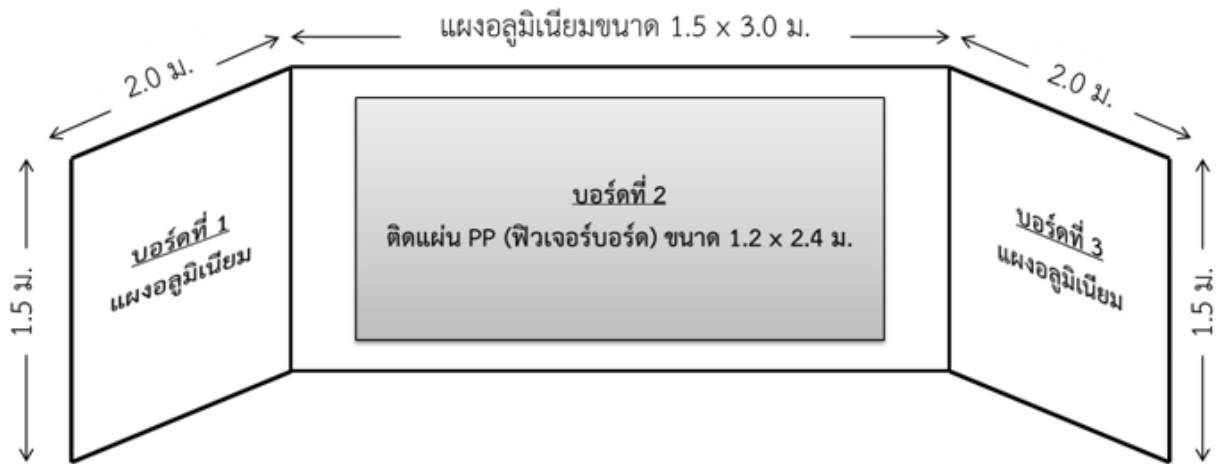 แผงอลูมิเนียมขนาด 1.5 x 3.0 ม.
2.0 ม.
2.0 ม.
1.5 ม.
บอร์ดที่ 1
แผงอลูมิเนียม
บอร์ดที่ 2
ติดแผ่น PP (ฟิวเจอร์บอร์ด) ขนาด 1.2 x 2.4 ม.
บอร์ดที่ 3
แผงอลูมิเนียม
1.5 ม.